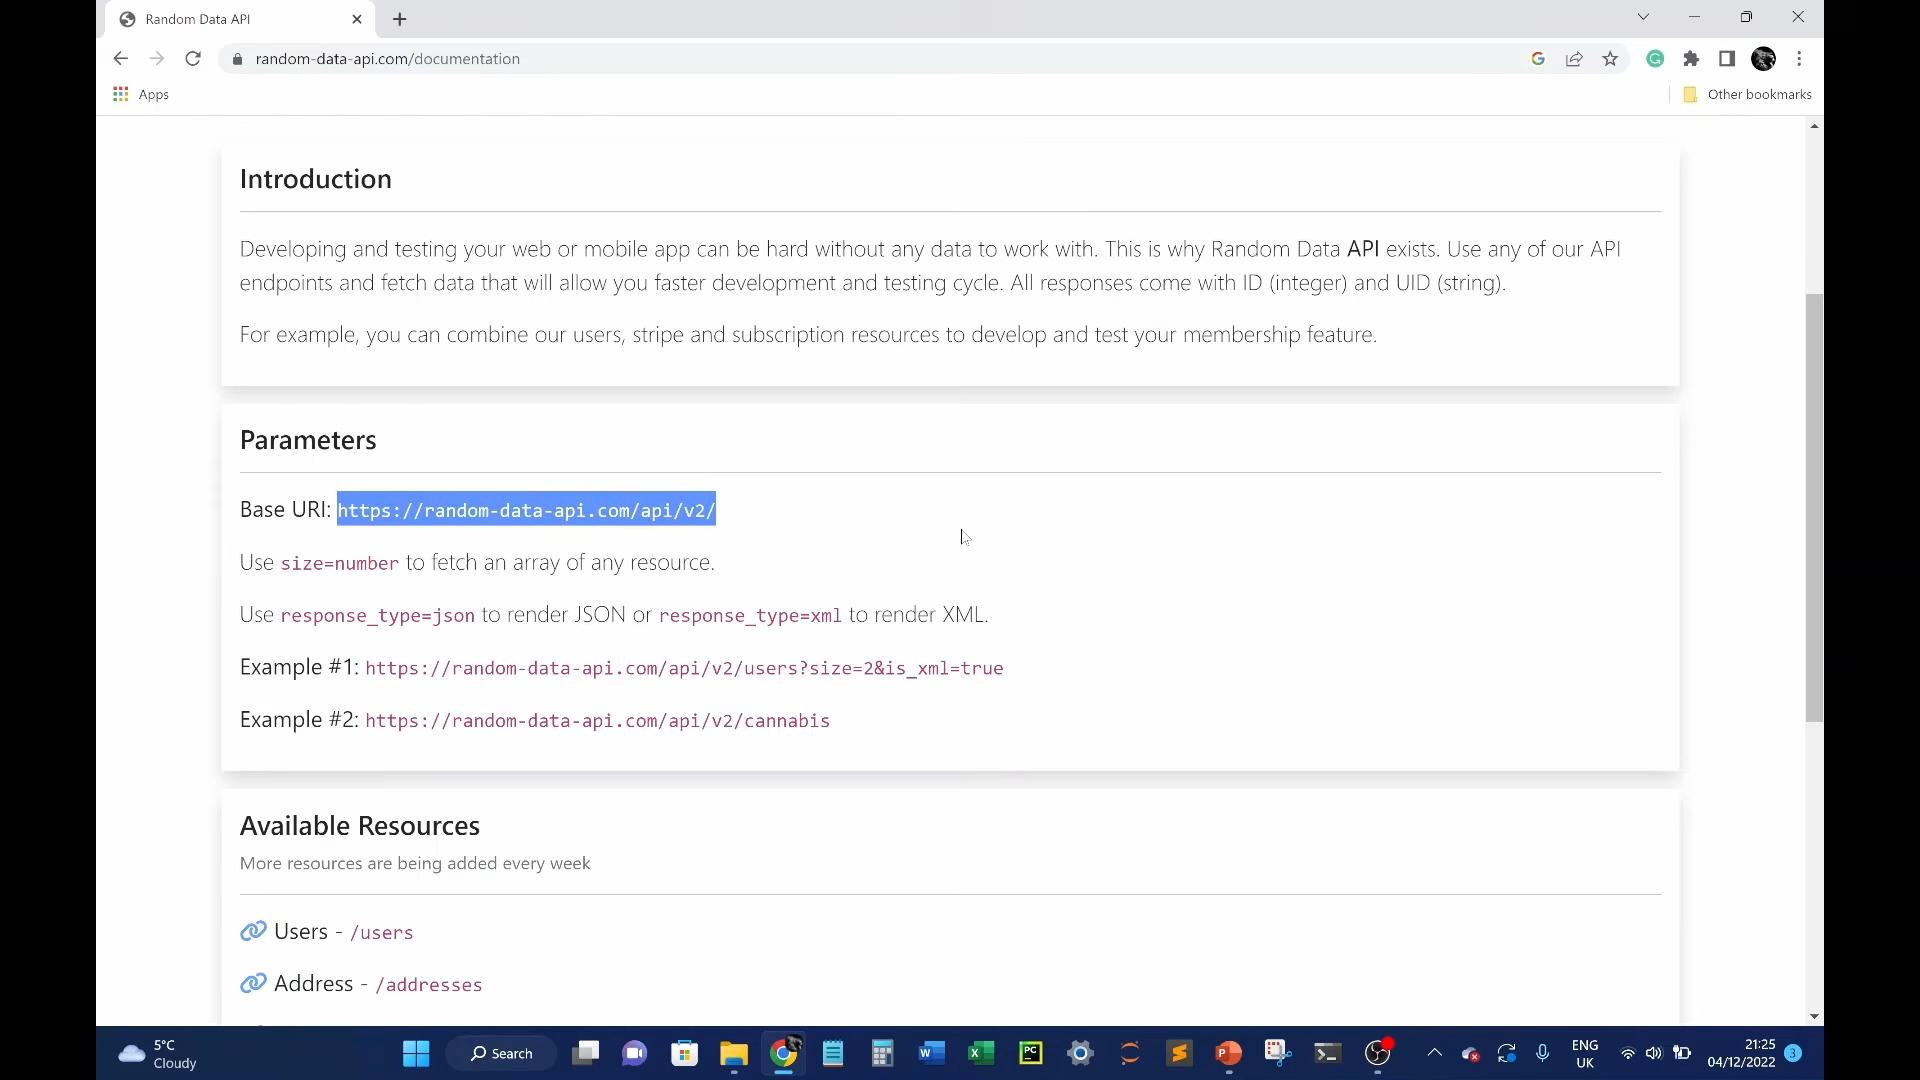 Random Data API
random-data-api.com/documentation
Apps
Other bookmarks
Introduction
Developing and testing your web or mobile app can be hard without any data to work with. This is why Random Data API exists. Use any of our API
endpoints and fetch data that will allow you faster development and testing cycle. All responses come with ID (integer) and UID (string).
For example, you can combine our users, stripe and subscription resources to develop and test your membership feature.
Parameters
Base URI: https://random-data-api.com/api/v2/
Use size=number to fetch an array of any resource.
Use response_type=json to render JSON or response_type=xml to render XML.
Example #1: https://random-data-api.com/api/v2/users?size=2&is_xml=true
Example #2: https://random-data-api.com/api/v2/cannabis
Available Resources
More resources are being added every week
Users - /users
Address - /addresses
5°C
Cloudy
Search
ENG
UK
21:25
04/12/2022
3